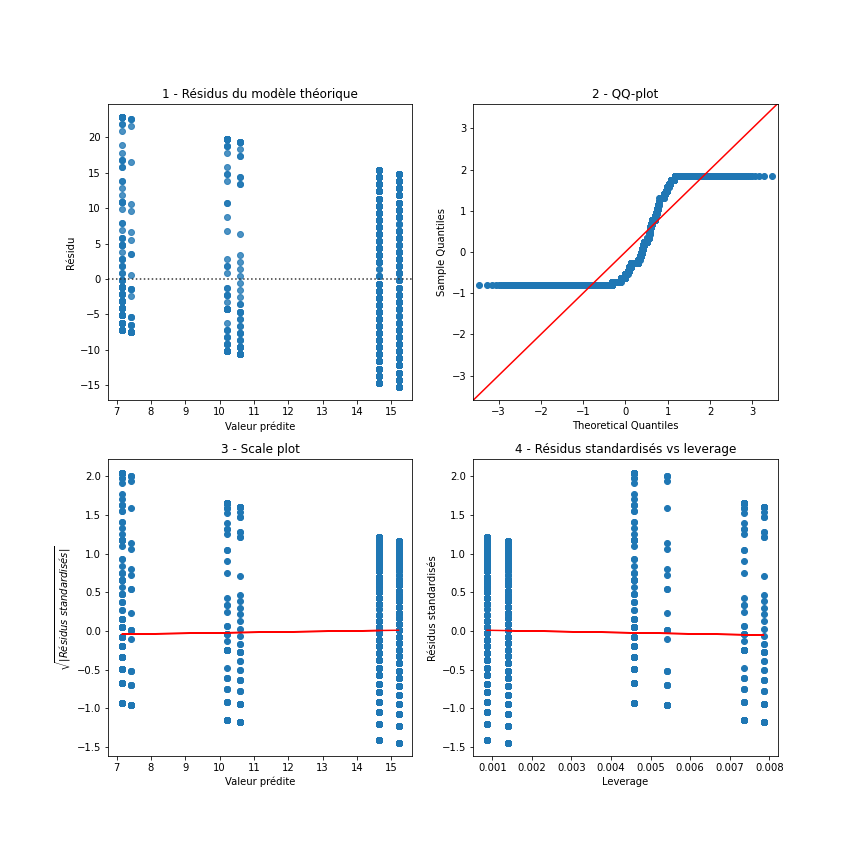 1 - Résidus du modèle théorique
20
15
10
5
0
−5
−10
−15
Résidu
7 8 9 10 11 12 13 14 15
Valeur prédite
2 - QQ-plot
3
2
1
0
−1
−2
−3
Sample Quantiles
−3 −2 −1 0 1 2 3
Theoretical Quantiles
3 - Scale plot
2.0
1.5
1.0
0.5
0.0
−0.5
−1.0
−1.5
√|Résidus standardisés|
7 8 9 10 11 12 13 14 15
Valeur prédite
4 - Résidus standardisés vs leverage
2.0
1.5
1.0
0.5
0.0
−0.5
−1.0
−1.5
Résidus standardisés
0.001 0.002 0.003 0.004 0.005 0.006 0.007 0.008
Leverage